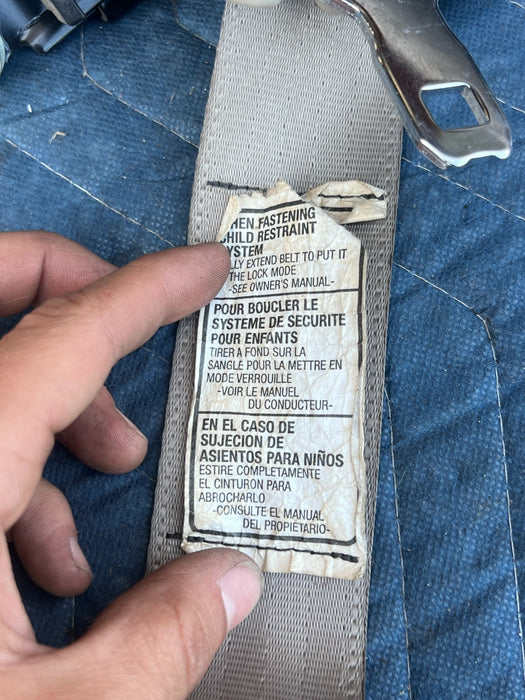 HEN FASTENING
HILD RESTRAINT
YSTEM
LLY EXTEND BELT TO PUT IT
THE LOCK MODE
-SEE OWNER'S MANUAL-
POUR BOUCLER LE
SYSTEME DE SECURITE
POUR ENFANTS
TIRER A FOND SUR LA
SANGLE POUR LA METTRE EN
MODE VERROUILLE
-VOIR LE MANUEL
DU CONDUCTEUR-
EN EL CASO DE
SUJECION DE
ASIENTOS PARA NIÑOS
ESTIRE COMPLETAMENTE
EL CINTURON PARA
ABROCHARLO
-CONSULTE EL MANUAL
DEL PROPIETARIO-